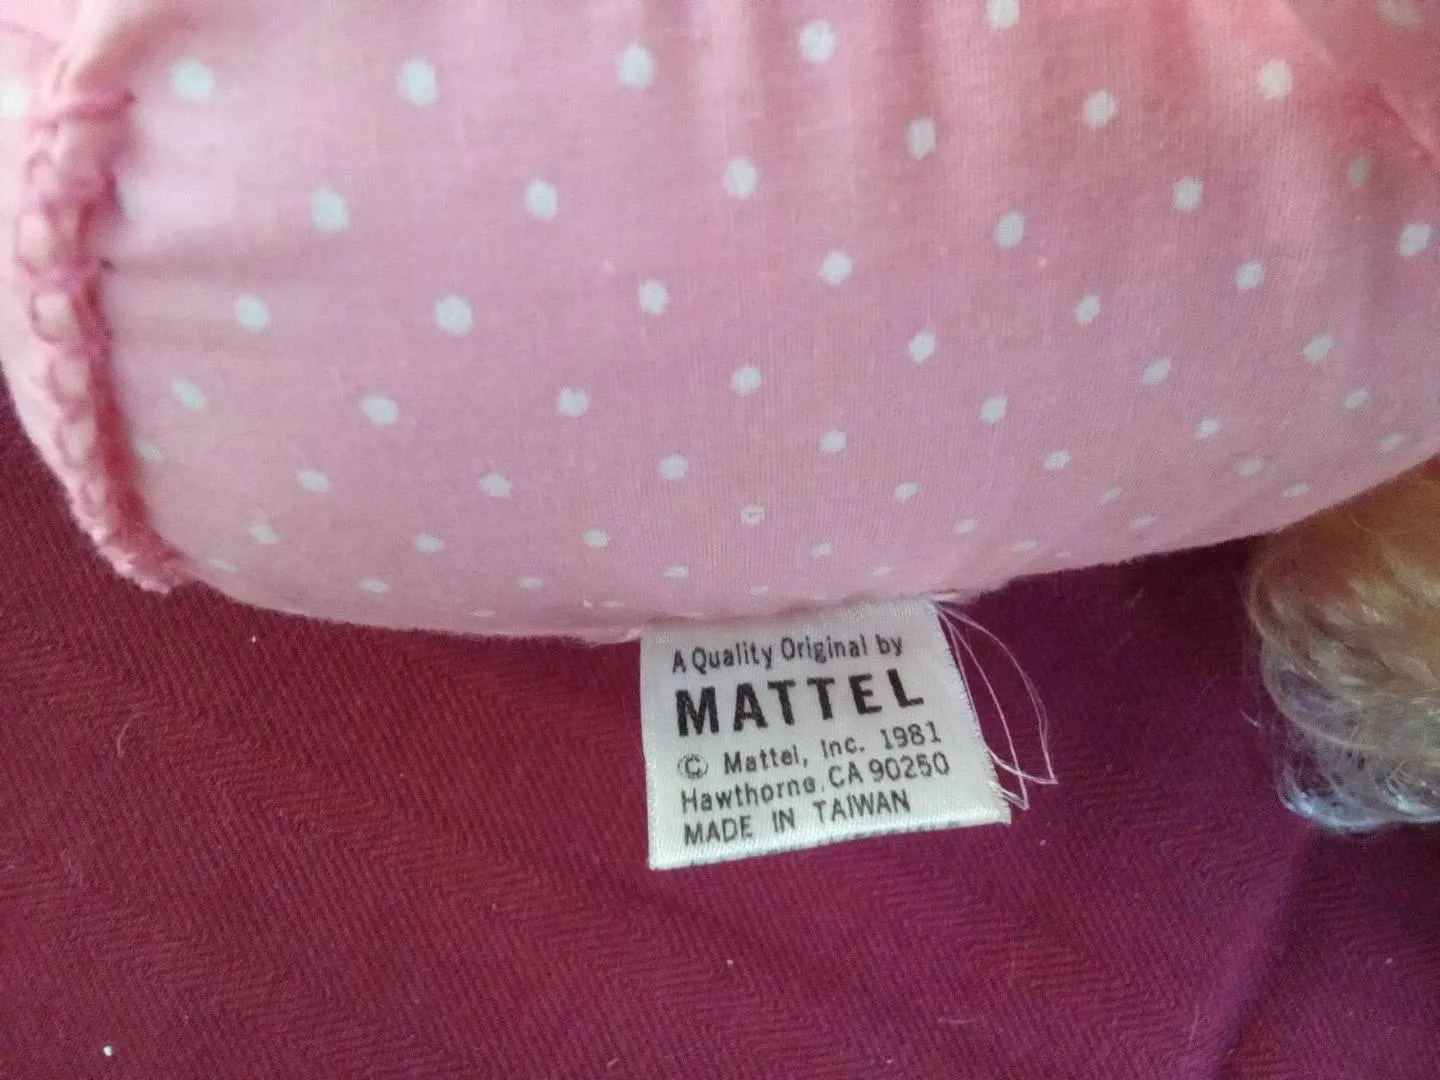 A Quality Original by
MATTEL
© Mattel, Inc. 1981
Hawthorne, CA 90250
MADE IN TAIWAN